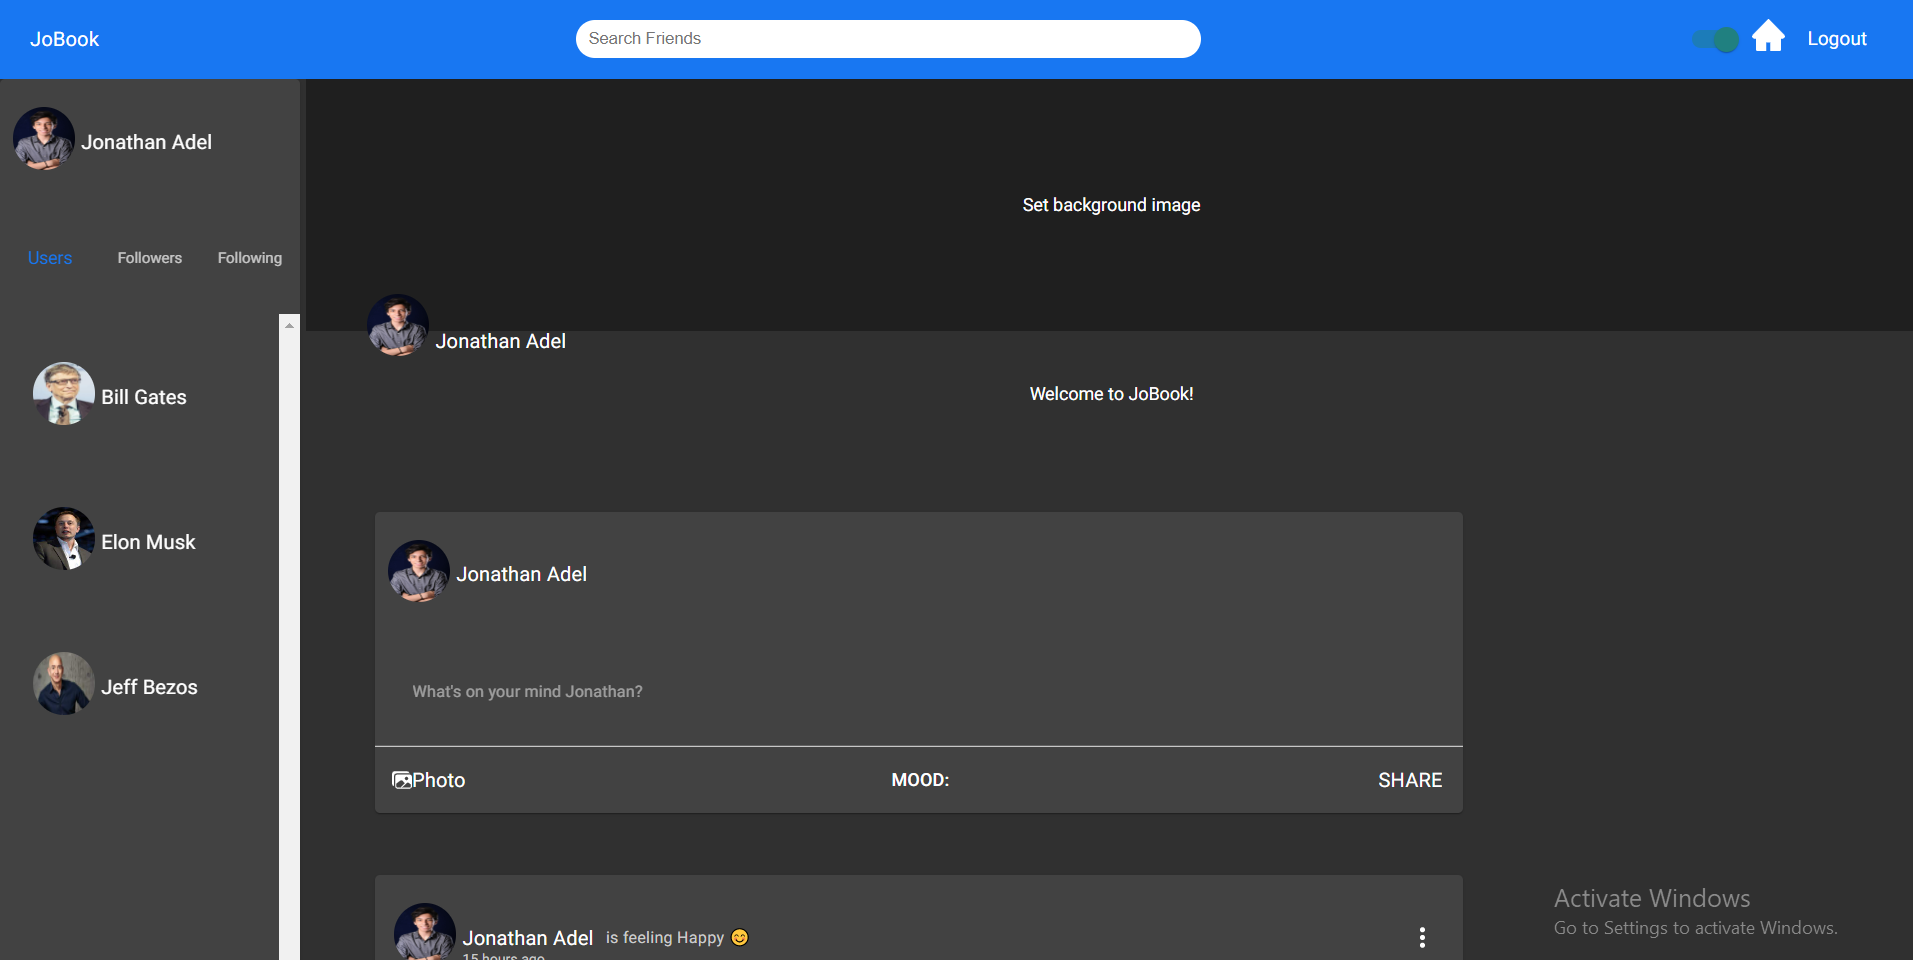 JoBook
Search Friends
Logout
Jonathan Adel
Users
Followers
Following
Bill Gates
Elon Musk
Jeff Bezos
Set background image
Jonathan Adel
Welcome to JoBook!
Jonathan Adel
What's on your mind Jonathan?
Photo
MOOD:
SHARE
Jonathan Adel is feeling Happy 😊
15 hours ago
Activate Windows
Go to Settings to activate Windows.